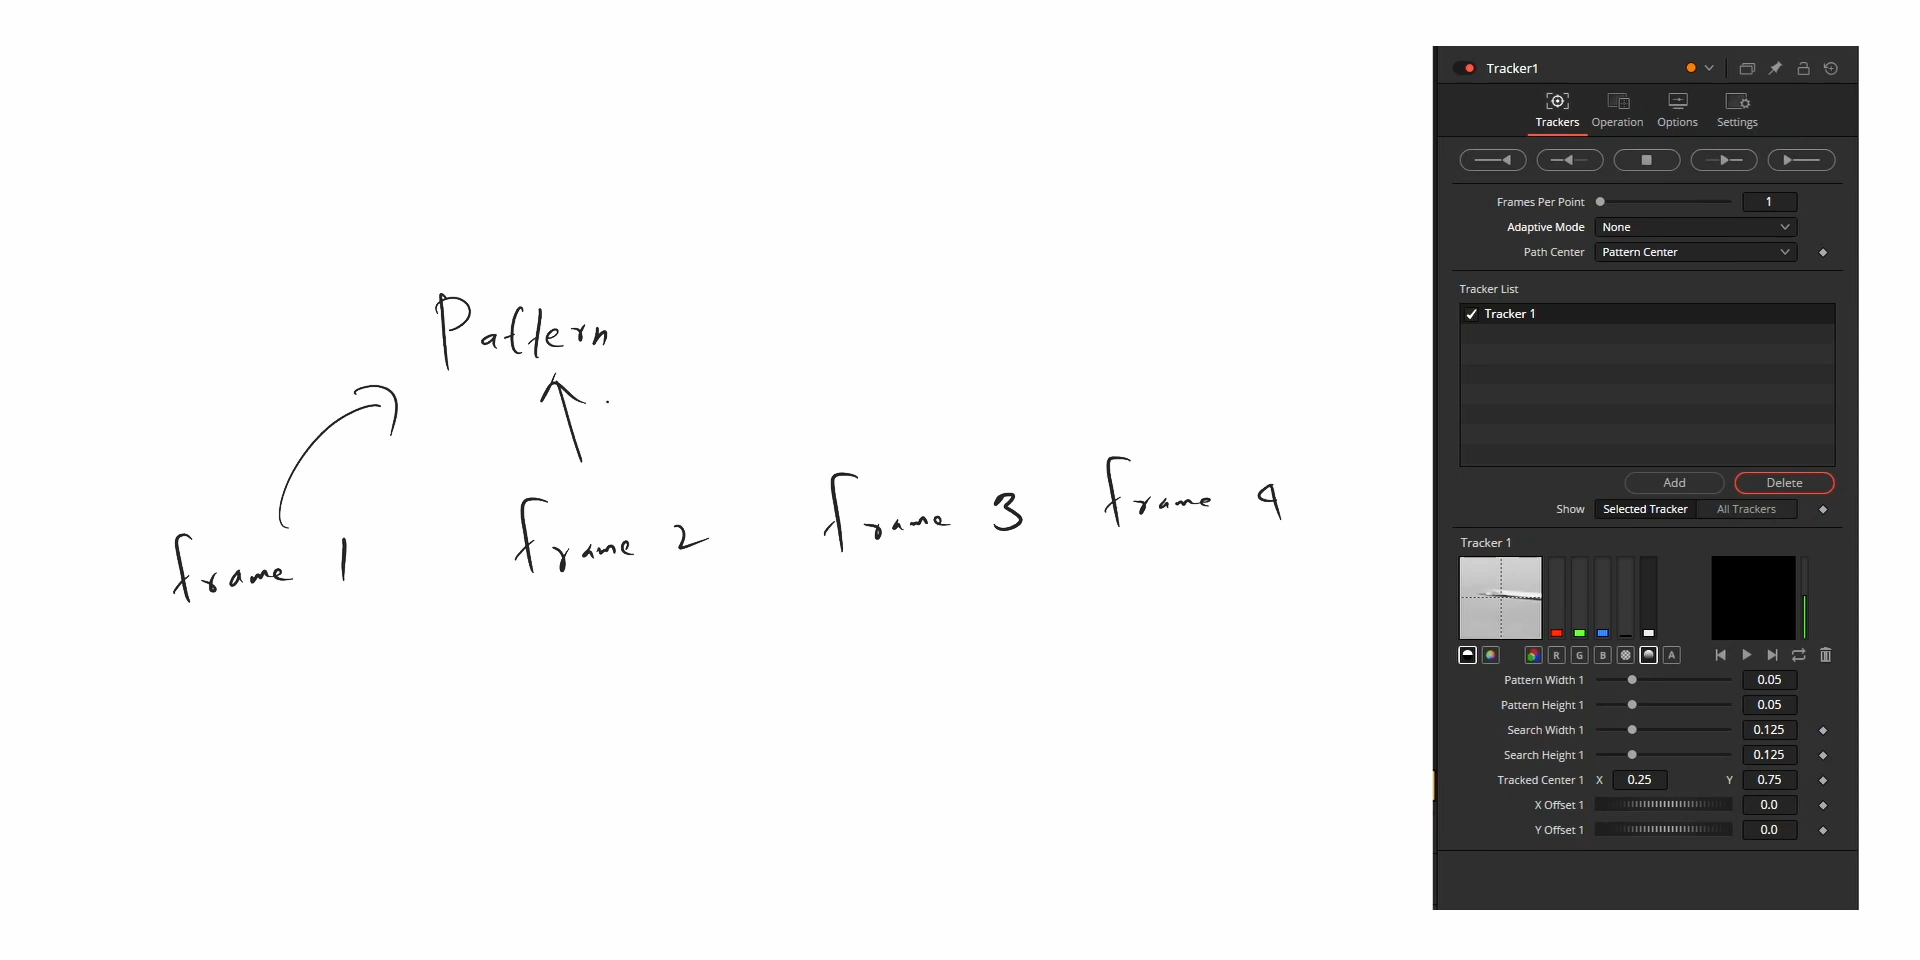 Pattern
frame 1
frame 2
frame 3
frame 4
Tracker1
Trackers Operation Options Settings
Frames Per Point 1
Adaptive Mode None
Path Center Pattern Center
Tracker List
Tracker 1
Add Delete
Show Selected Tracker All Trackers
Tracker 1
R G B A
Pattern Width 1 0.05
Pattern Height 1 0.05
Search Width 1 0.125
Search Height 1 0.125
Tracked Center 1 X 0.25 Y 0.75
X Offset 1 0.0
Y Offset 1 0.0